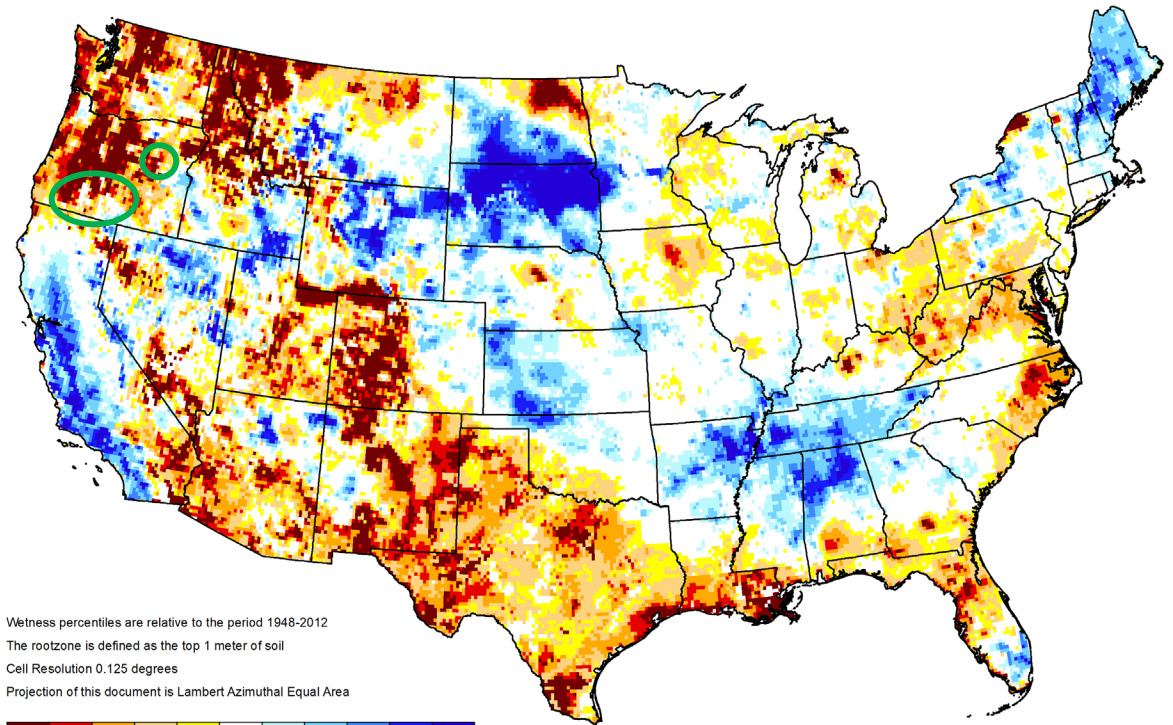 Wetness percentiles are relative to the period 1948-2012
The rootzone is defined as the top 1 meter of soil
Cell Resolution 0.125 degrees
Projection of this document is Lambert Azimuthal Equal Area